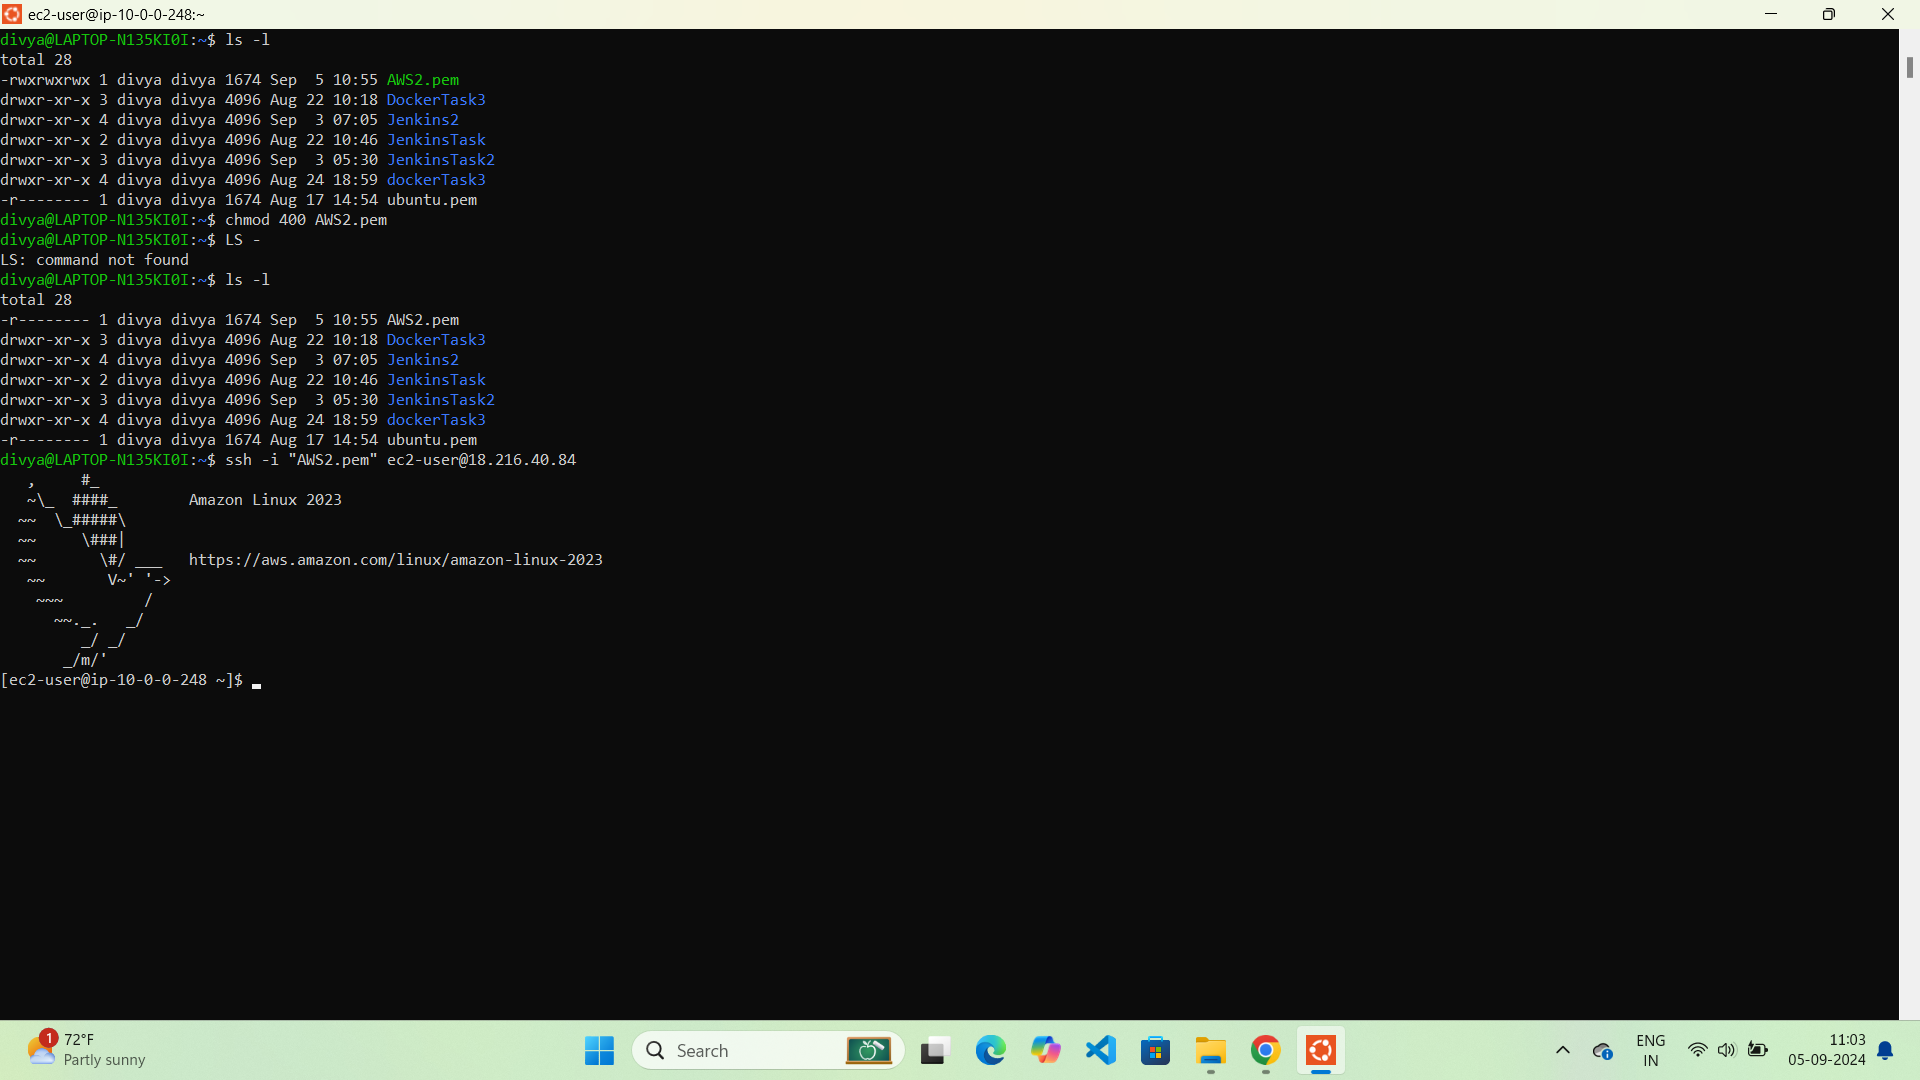 ec2-user@ip-10-0-0-248:~
divya@LAPTOP-N135KI0I:~$ ls -l
total 28
-rwxrwxrwx 1 divya divya 1674 Sep  5 10:55 AWS2.pem
drwxr-xr-x 3 divya divya 4096 Aug 22 10:18 DockerTask3
drwxr-xr-x 4 divya divya 4096 Sep  3 07:05 Jenkins2
drwxr-xr-x 2 divya divya 4096 Aug 22 10:46 JenkinsTask
drwxr-xr-x 3 divya divya 4096 Sep  3 05:30 JenkinsTask2
drwxr-xr-x 4 divya divya 4096 Aug 24 18:59 dockerTask3
-r-------- 1 divya divya 1674 Aug 17 14:54 ubuntu.pem
divya@LAPTOP-N135KI0I:~$ chmod 400 AWS2.pem
divya@LAPTOP-N135KI0I:~$ LS -
LS: command not found
divya@LAPTOP-N135KI0I:~$ ls -l
total 28
-r-------- 1 divya divya 1674 Sep  5 10:55 AWS2.pem
drwxr-xr-x 3 divya divya 4096 Aug 22 10:18 DockerTask3
drwxr-xr-x 4 divya divya 4096 Sep  3 07:05 Jenkins2
drwxr-xr-x 2 divya divya 4096 Aug 22 10:46 JenkinsTask
drwxr-xr-x 3 divya divya 4096 Sep  3 05:30 JenkinsTask2
drwxr-xr-x 4 divya divya 4096 Aug 24 18:59 dockerTask3
-r-------- 1 divya divya 1674 Aug 17 14:54 ubuntu.pem
divya@LAPTOP-N135KI0I:~$ ssh -i "AWS2.pem" ec2-user@18.216.40.84
   ,     #_
   ~\_  ####_        Amazon Linux 2023
  ~~  \_#####\
  ~~     \###|
  ~~       \#/ ___   https://aws.amazon.com/linux/amazon-linux-2023
   ~~       V~' '->
    ~~~         /
      ~~._.   _/
         _/ _/
       _/m/'
[ec2-user@ip-10-0-0-248 ~]$
1
72°F
Partly sunny
Search
ENG
IN
11:03
05-09-2024